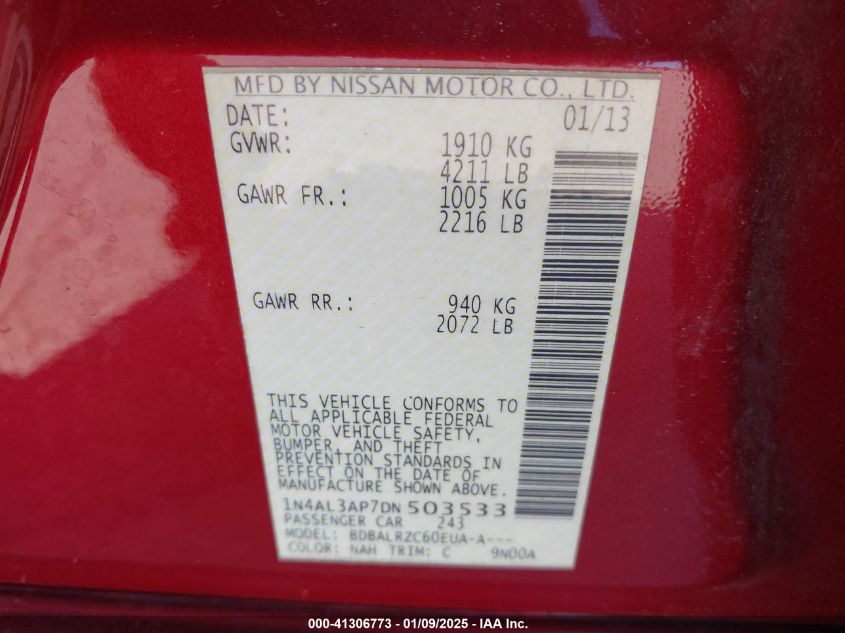 MFD BY NISSAN MOTOR CO., LTD.
DATE: 01/13
GVWR: 1910 KG
4211 LB
GAWR FR.: 1005 KG
2216 LB
GAWR RR.: 940 KG
2072 LB
THIS VEHICLE CONFORMS TO
ALL APPLICABLE FEDERAL
MOTOR VEHICLE SAFETY,
BUMPER, AND THEFT
PREVENTION STANDARDS IN
EFFECT ON THE DATE OF
MANUFACTURE SHOWN ABOVE.
1N4AL3AP7DN 503533
PASSENGER CAR 243
MODEL: BDBALRZC60EUA-A---
COLOR: NAH TRIM: C 9N00A
000-41306773 - 01/09/2025 - IAA Inc.